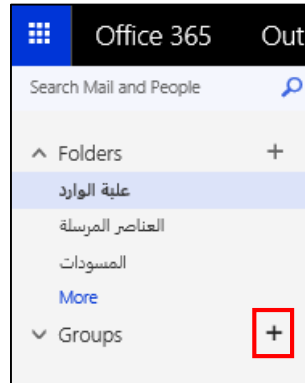 Office 365 Out
Search Mail and People
Folders +
علبة الوارد
العناصر المرسلة
المسودات
More
Groups +